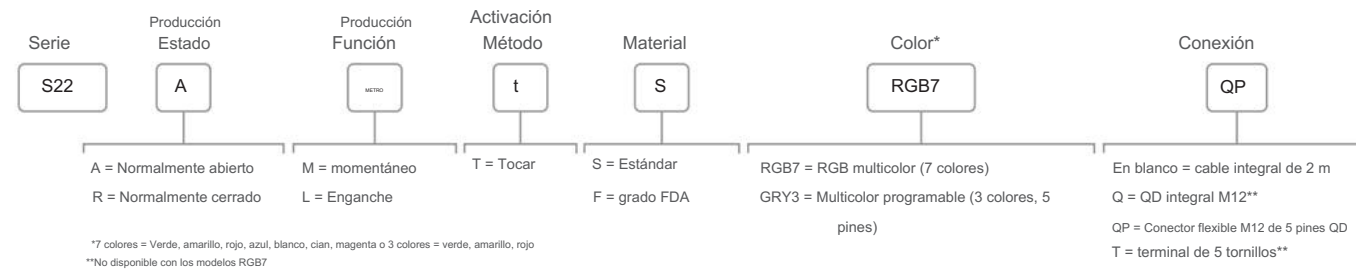 Serie
Producción
Estado
Producción
Función
Activación
Método
Material
Color*
Conexión
S22
A
METRO
t
S
RGB7
QP
A = Normalmente abierto
R = Normalmente cerrado
M = momentáneo
L = Enganche
T = Tocar
S = Estándar
F = grado FDA
RGB7 = RGB multicolor (7 colores)
GRY3 = Multicolor programable (3 colores, 5
pines)
En blanco = cable integral de 2 m
Q = QD integral M12**
QP = Conector flexible M12 de 5 pines QD
T = terminal de 5 tornillos**
*7 colores = Verde, amarillo, rojo, azul, blanco, cian, magenta o 3 colores = verde, amarillo, rojo
**No disponible con los modelos RGB7